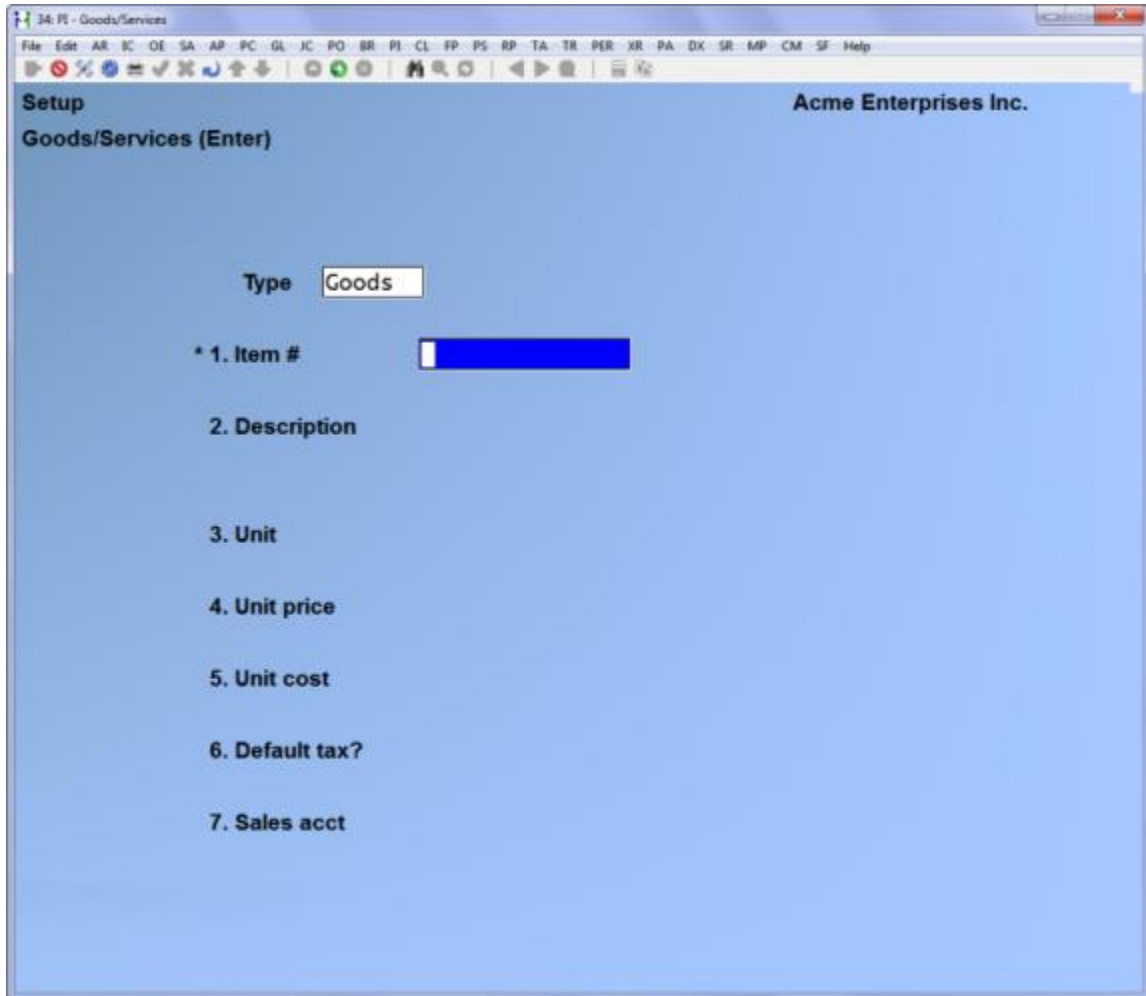 34: PI - Goods/Services
File Edit AR IC OE SA AP PC GL JC PO BR PI CL FP PS RP TA TR PER XR PA DX SR MP CM SF Help
Setup Acme Enterprises Inc.
Goods/Services (Enter)
Type Goods
* 1. Item #
2. Description
3. Unit
4. Unit price
5. Unit cost
6. Default tax?
7. Sales acct